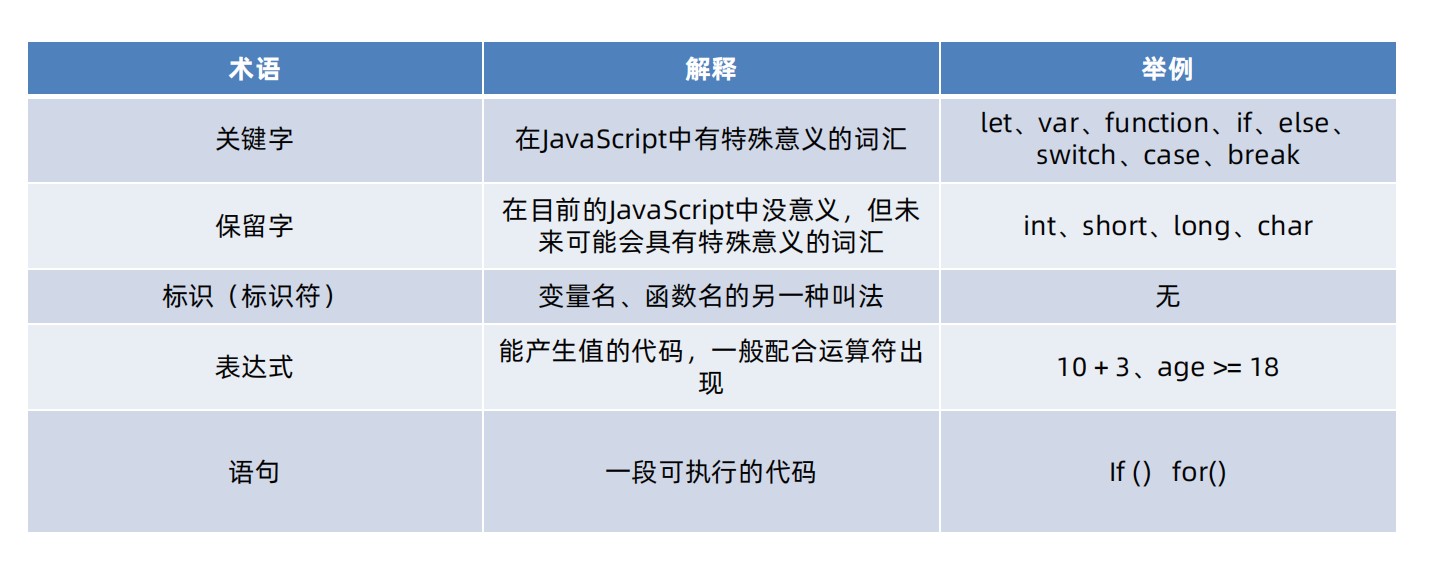 术语 解释 举例
关键字 在JavaScript中有特殊意义的词汇 let、var、function、if、else、
switch、case、break
保留字 在目前的JavaScript中没意义，但未
来可能会具有特殊意义的词汇 int、short、long、char
标识（标识符） 变量名、函数名的另一种叫法 无
表达式 能产生值的代码，一般配合运算符出
现 10 + 3、age >= 18
语句 一段可执行的代码 If () for()